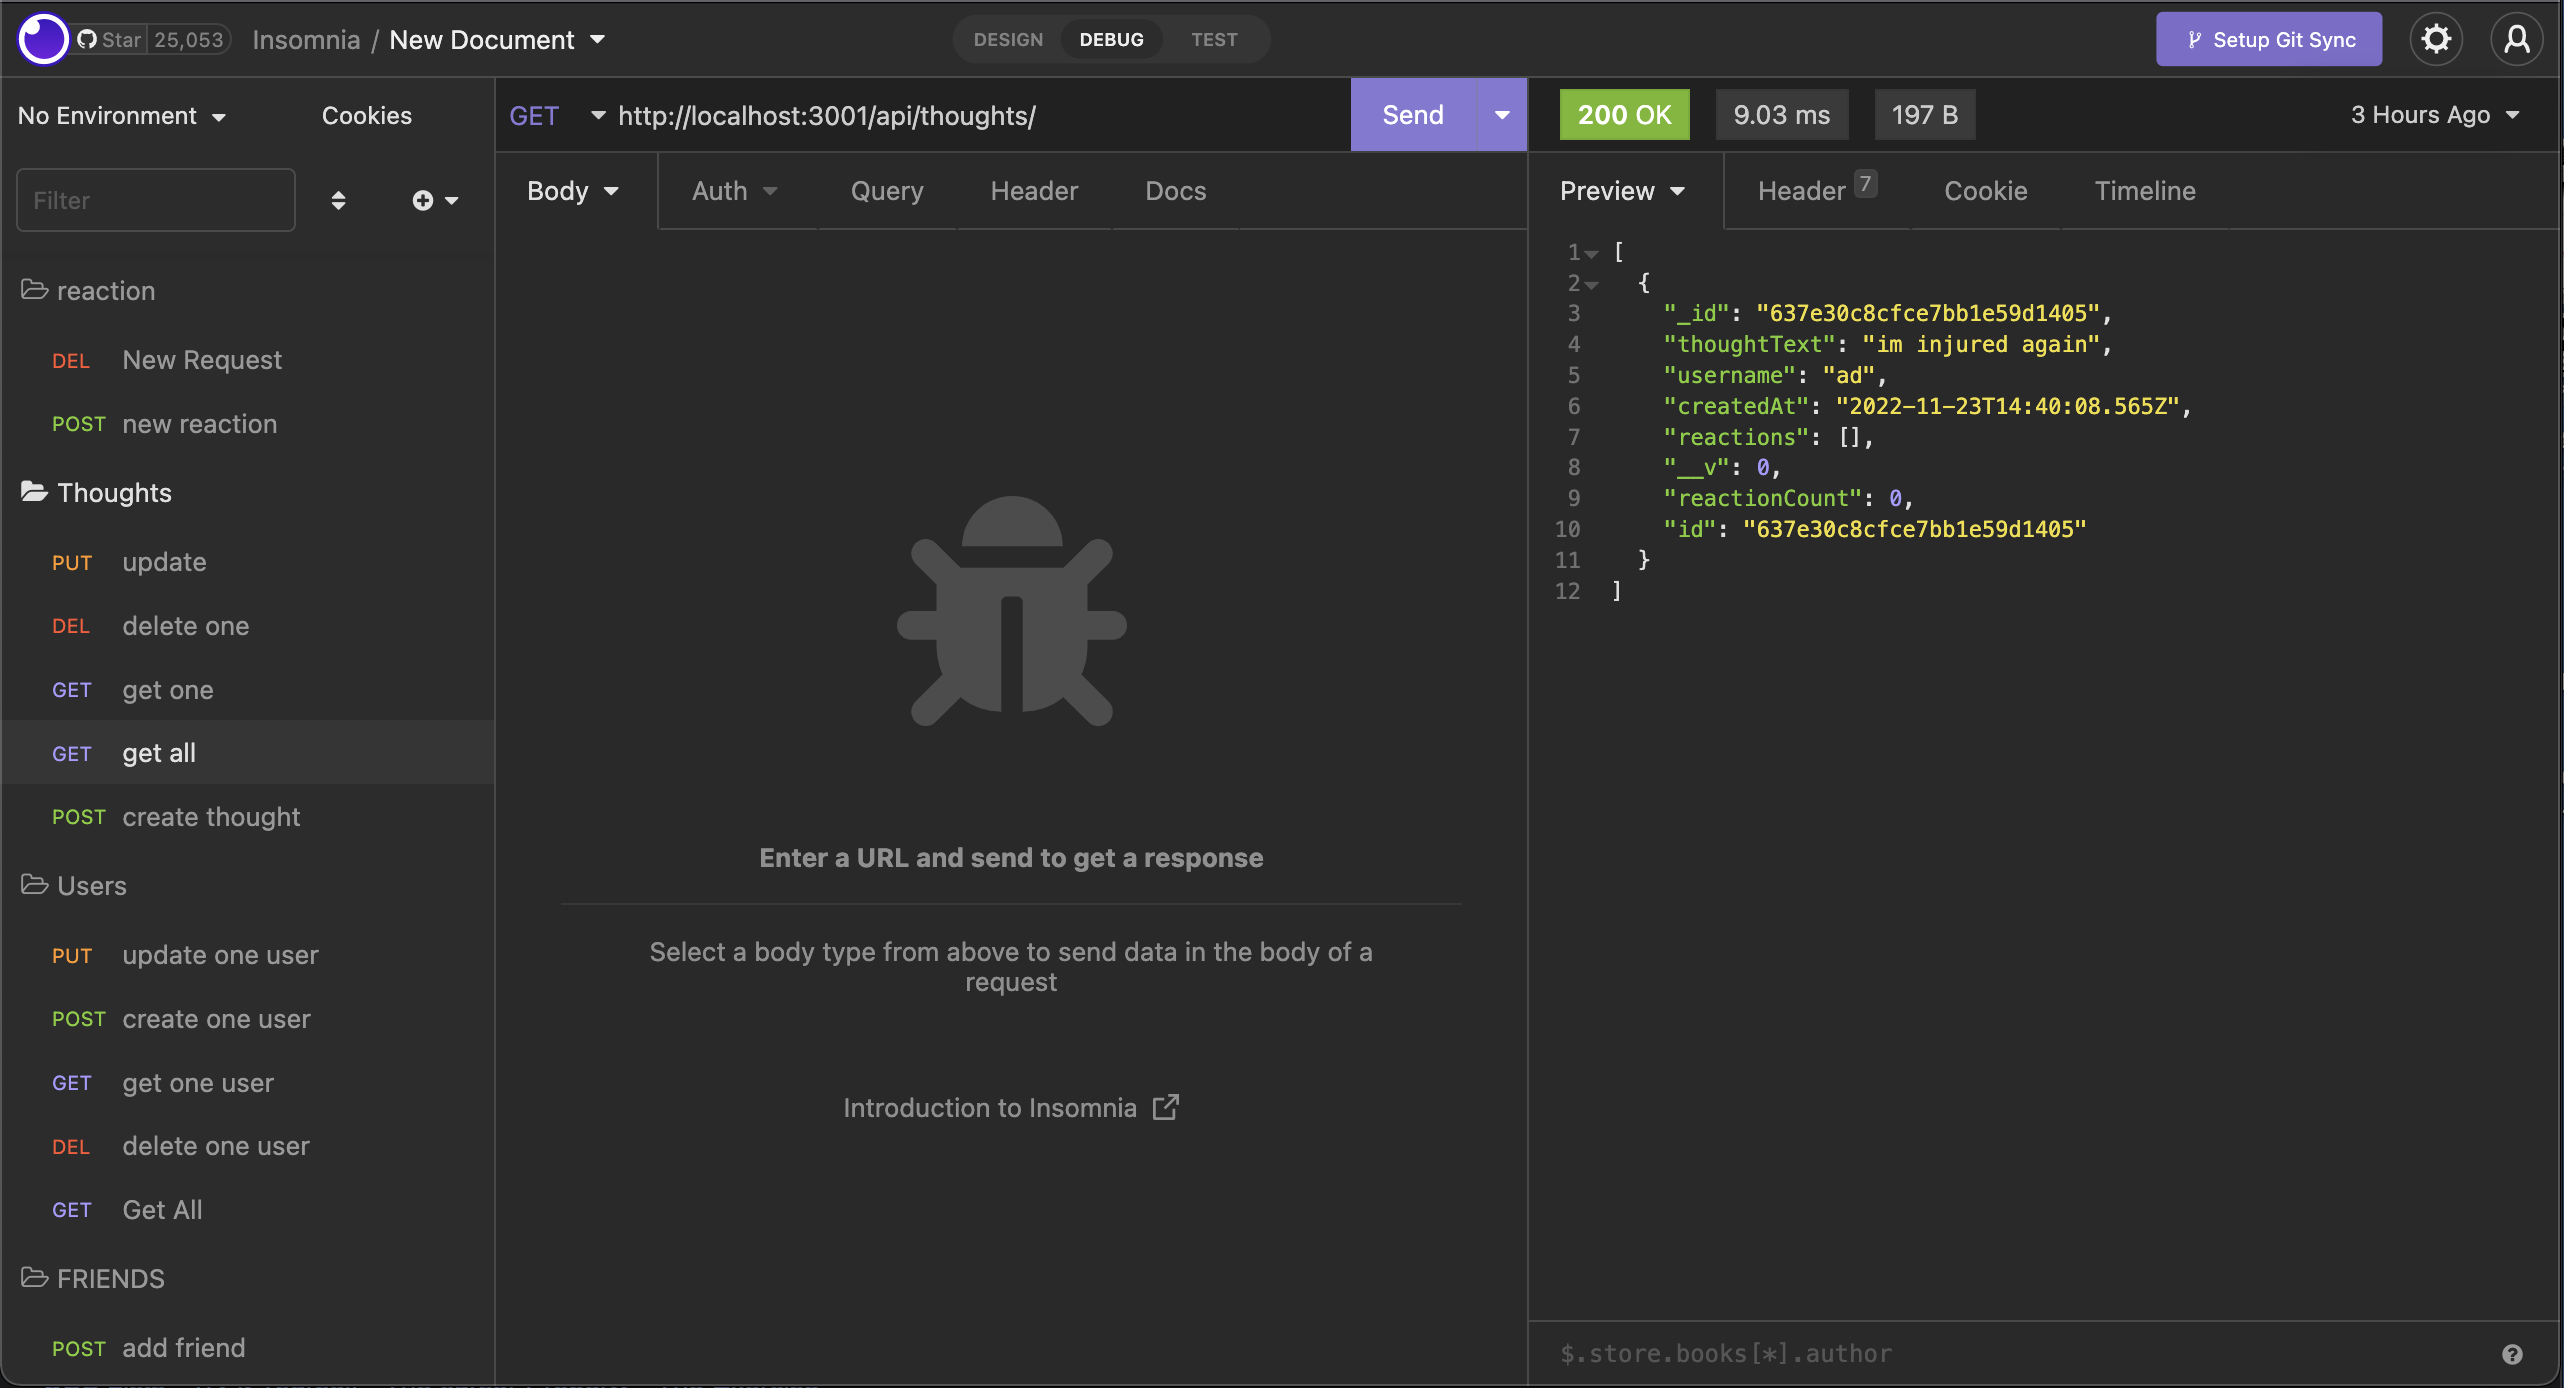 Star 25,053 Insomnia / New Document
DESIGN DEBUG TEST
Setup Git Sync
No Environment Cookies
Filter
reaction
DEL New Request
POST new reaction
Thoughts
PUT update
DEL delete one
GET get one
GET get all
POST create thought
Users
PUT update one user
POST create one user
GET get one user
DEL delete one user
GET Get All
FRIENDS
POST add friend
GET http://localhost:3001/api/thoughts/ Send
Body Auth Query Header Docs
Enter a URL and send to get a response
Select a body type from above to send data in the body of a
request
Introduction to Insomnia
200 OK 9.03 ms 197 B 3 Hours Ago
Preview Header 7 Cookie Timeline
1 [
2 {
3 "_id": "637e30c8cfce7bb1e59d1405",
4 "thoughtText": "im injured again",
5 "username": "ad",
6 "createdAt": "2022-11-23T14:40:08.565Z",
7 "reactions": [],
8 "__v": 0,
9 "reactionCount": 0,
10 "id": "637e30c8cfce7bb1e59d1405"
11 }
12 ]
$.store.books[*].author